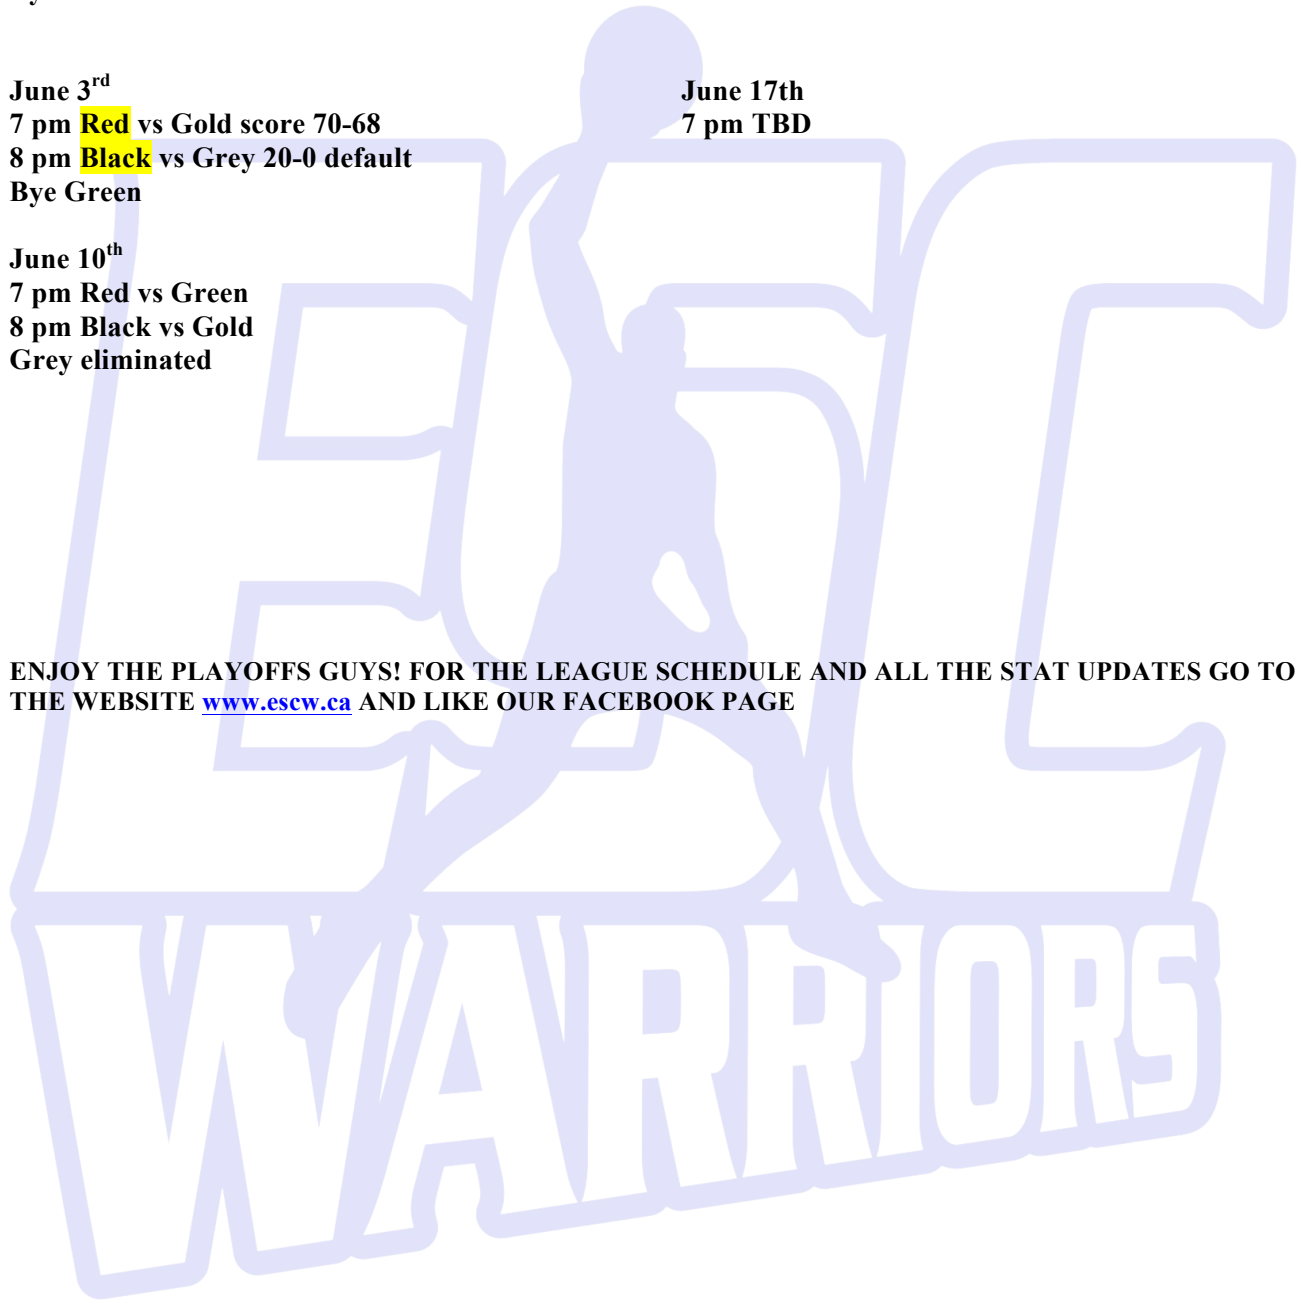 June 3rd
7 pm Red vs Gold score 70-68
8 pm Black vs Grey 20-0 default
Bye Green
June 10th
7 pm Red vs Green
8 pm Black vs Gold
Grey eliminated
June 17th
7 pm TBD
ENJOY THE PLAYOFFS GUYS! FOR THE LEAGUE SCHEDULE AND ALL THE STAT UPDATES GO TO
THE WEBSITE www.escw.ca AND LIKE OUR FACEBOOK PAGE
ESC
WARRIORS